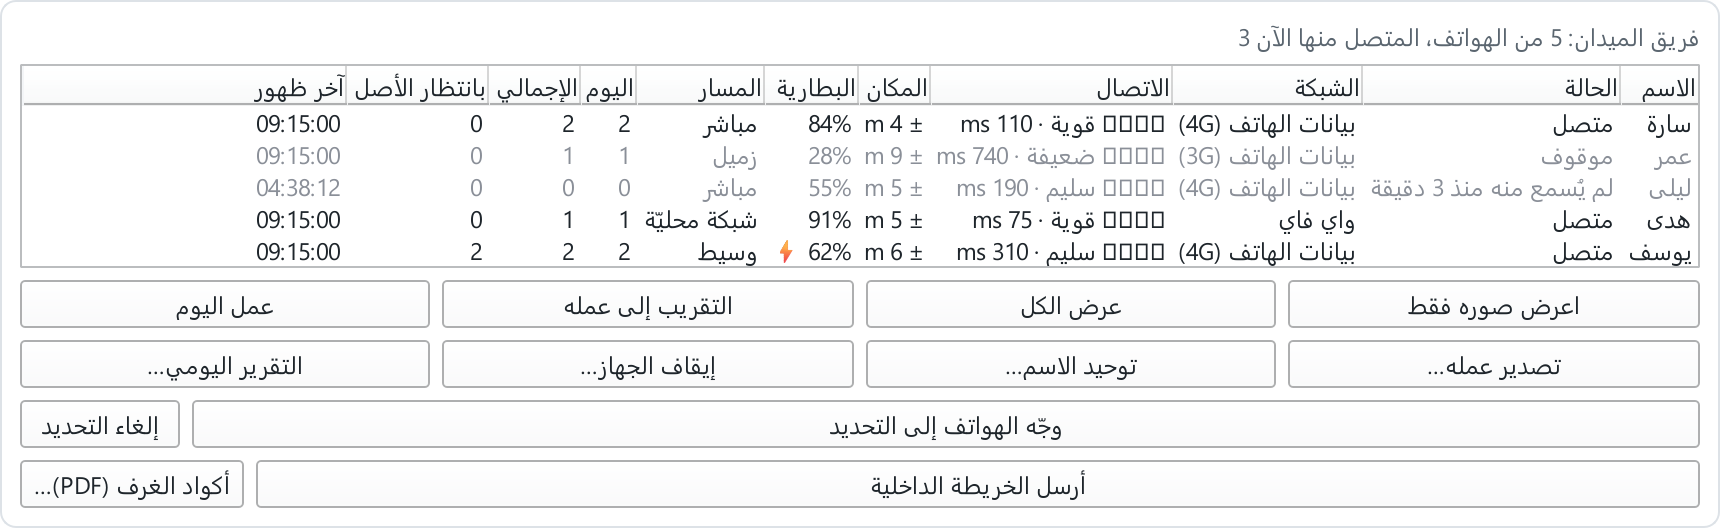 فريق الميدان: 5 من الهواتف، المتصل منها الآن 3
الاسم الحالة الشبكة الاتصال المكان البطارية المسار اليوم الإجمالي بانتظار الأصل آخر ظهور
سارة متصل بيانات الهاتف (4G) ▯▯▯▯ قوية · 110 ms ± 4 m 84% مباشر 2 2 0 09:15:00
عمر موقوف بيانات الهاتف (3G) ▯▯▯▯ ضعيفة · 740 ms ± 9 m 28% زميل 1 1 0 09:15:00
ليلى لم يُسمع منه منذ 3 دقيقة بيانات الهاتف (4G) ▯▯▯▯ سليم · 190 ms ± 5 m 55% مباشر 0 0 0 04:38:12
هدى متصل واي فاي ▯▯▯▯ قوية · 75 ms ± 5 m 91% شبكة محليّة 1 1 0 09:15:00
يوسف متصل بيانات الهاتف (4G) ▯▯▯▯ سليم · 310 ms ± 6 m 62% ⚡ وسيط 2 2 2 09:15:00
اعرض صوره فقط عرض الكل التقريب إلى عمله عمل اليوم
تصدير عمله... توحيد الاسم... إيقاف الجهاز... التقرير اليومي...
وجّه الهواتف إلى التحديد إلغاء التحديد
أرسل الخريطة الداخلية أكواد الغرف (PDF)...